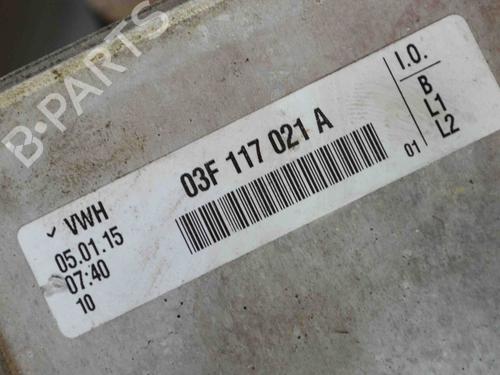 B-PARTS
✓ VWH
05.01.15
07:40
10
03F 117 021 A
01
I.O.
B
L1
L2